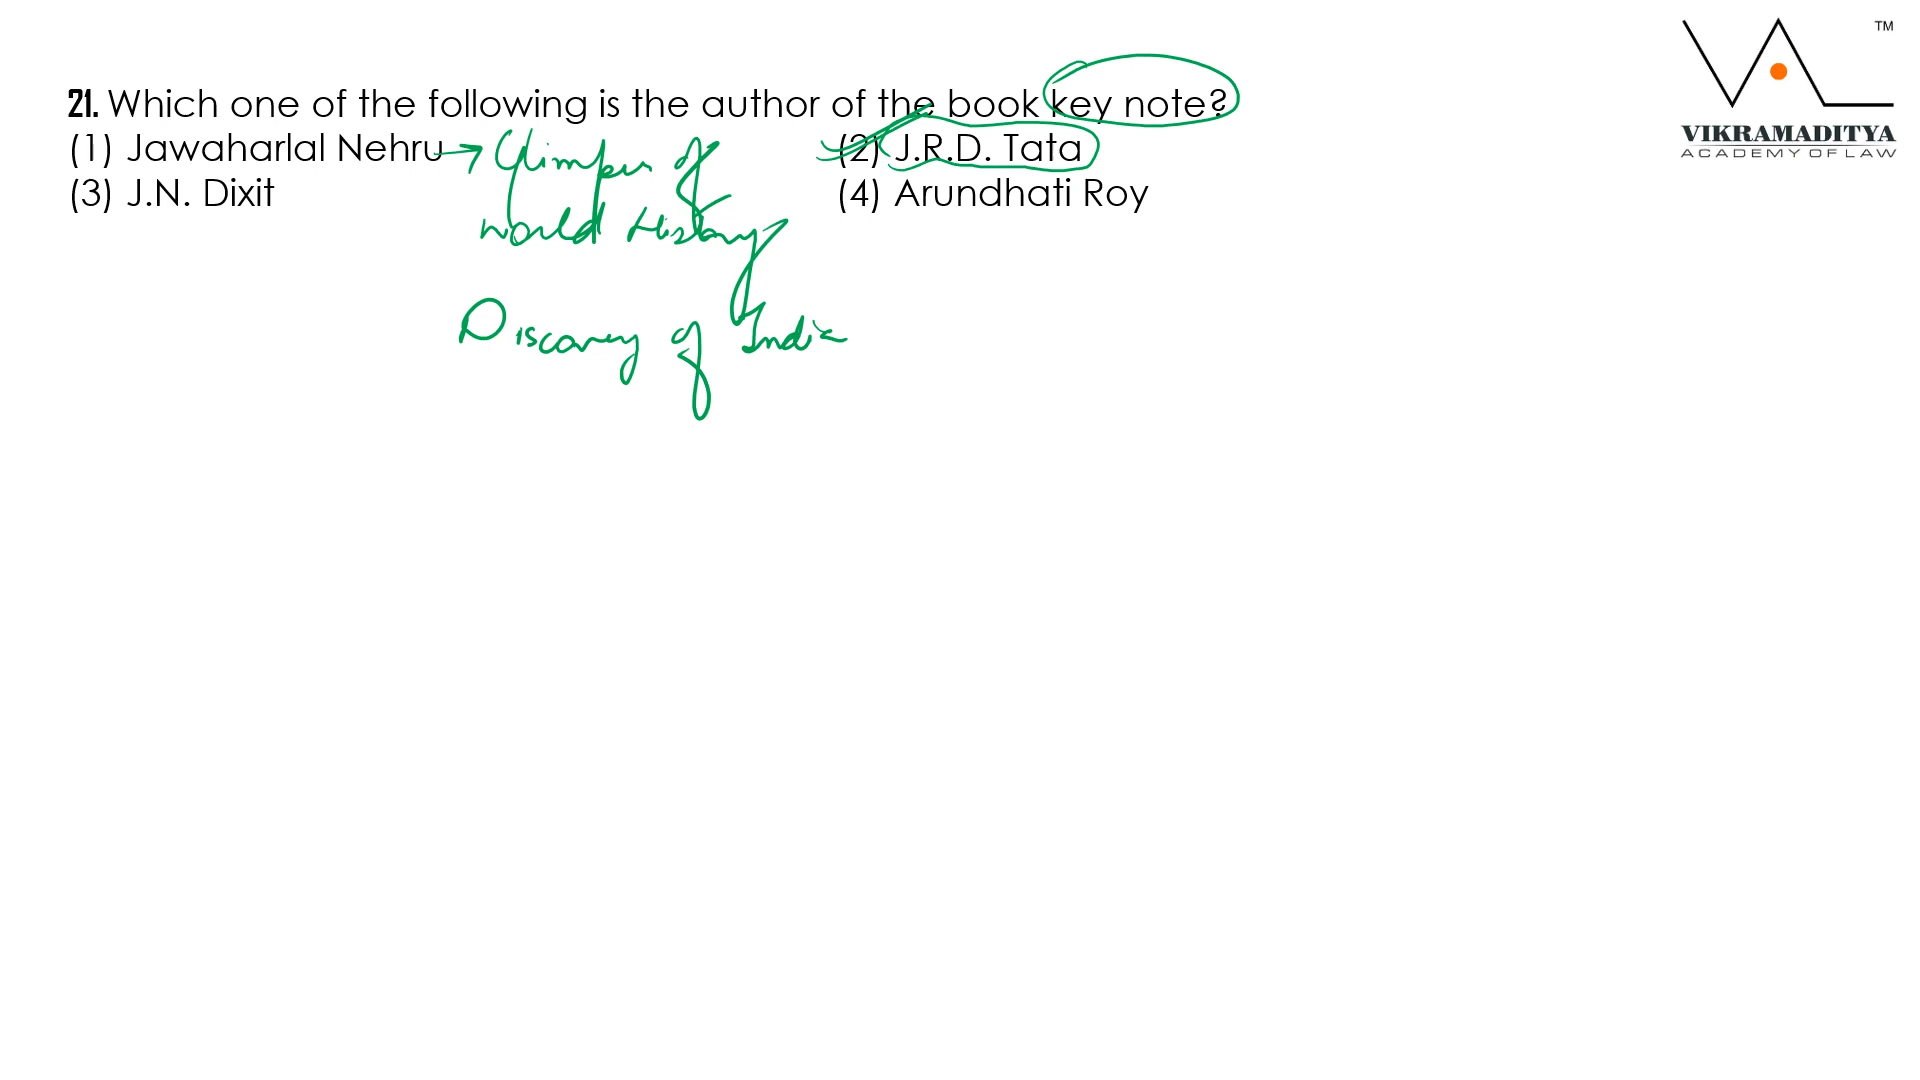 21. Which one of the following is the author of the book key note?
(1) Jawaharlal Nehru → Glimpses of (2) J.R.D. Tata
World History
(3) J.N. Dixit (4) Arundhati Roy
Discovery of India
TM
VIKRAMADITYA
ACADEMY OF LAW